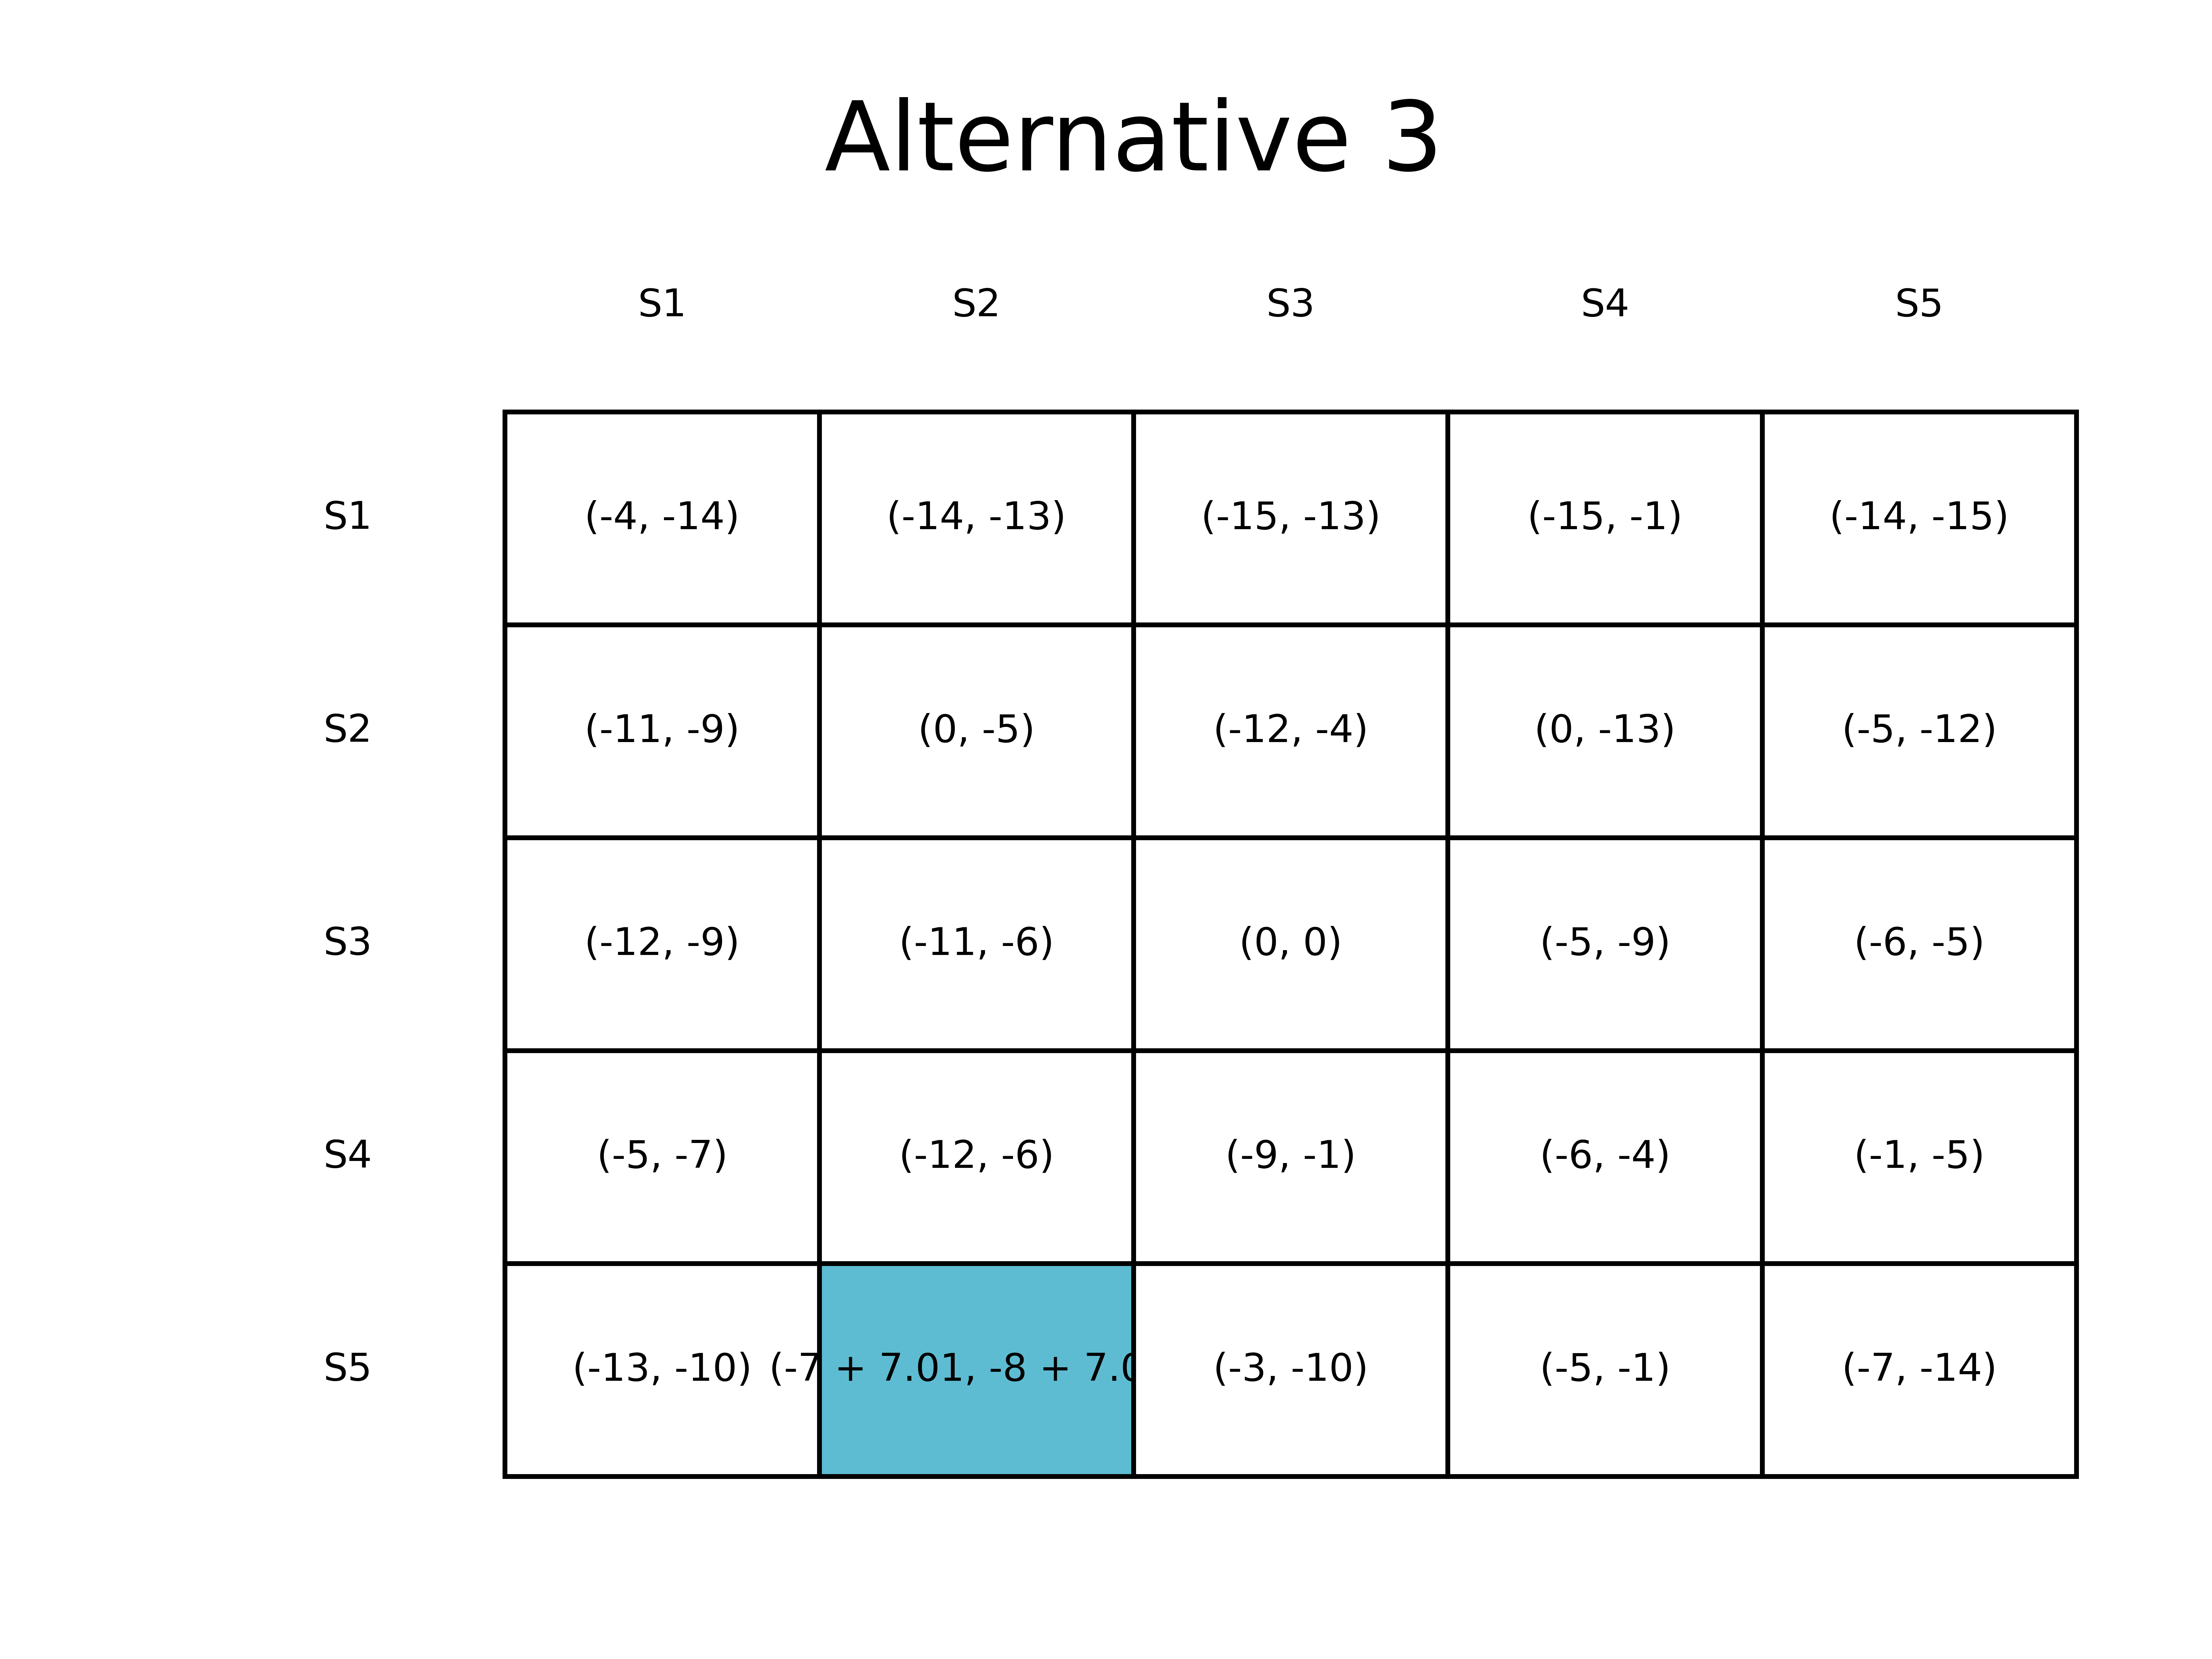 Alternative 3
S1 S2 S3 S4 S5
S1 (-4, -14) (-14, -13) (-15, -13) (-15, -1) (-14, -15)
S2 (-11, -9) (0, -5) (-12, -4) (0, -13) (-5, -12)
S3 (-12, -9) (-11, -6) (0, 0) (-5, -9) (-6, -5)
S4 (-5, -7) (-12, -6) (-9, -1) (-6, -4) (-1, -5)
S5 (-13, -10) (-7 + 7.01, -8 + 7.0 (-3, -10) (-5, -1) (-7, -14)